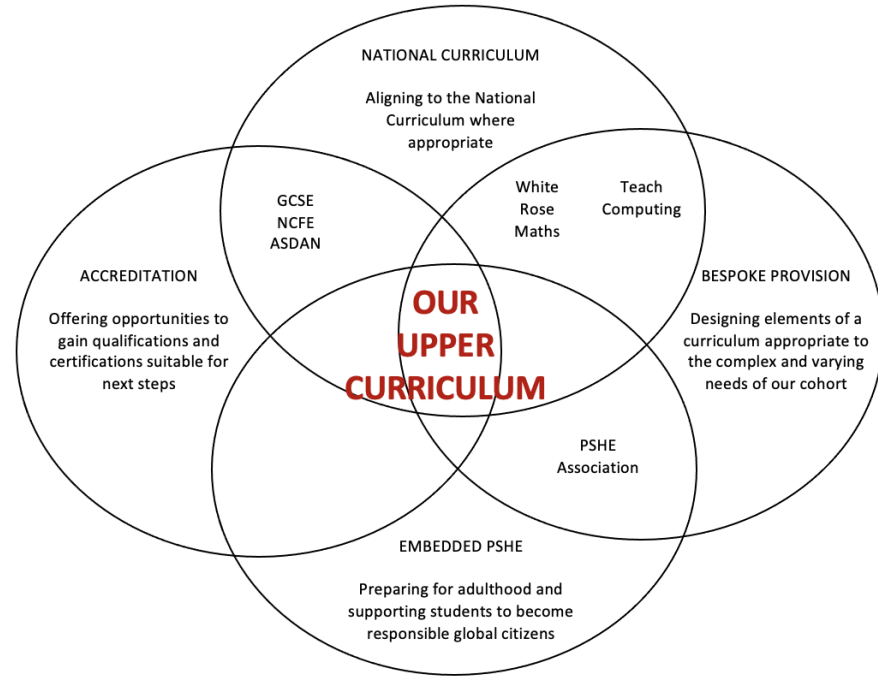 NATIONAL CURRICULUM
Aligning to the National
Curriculum where
appropriate
White
Rose
Maths
Teach
Computing
GCSE
NCFE
ASDAN
ACCREDITATION
Offering opportunities to
gain qualifications and
certifications suitable for
next steps
OUR
UPPER
CURRICULUM
BESPOKE PROVISION
Designing elements of a
curriculum appropriate to
the complex and varying
needs of our cohort
PSHE
Association
EMBEDDED PSHE
Preparing for adulthood and
supporting students to become
responsible global citizens